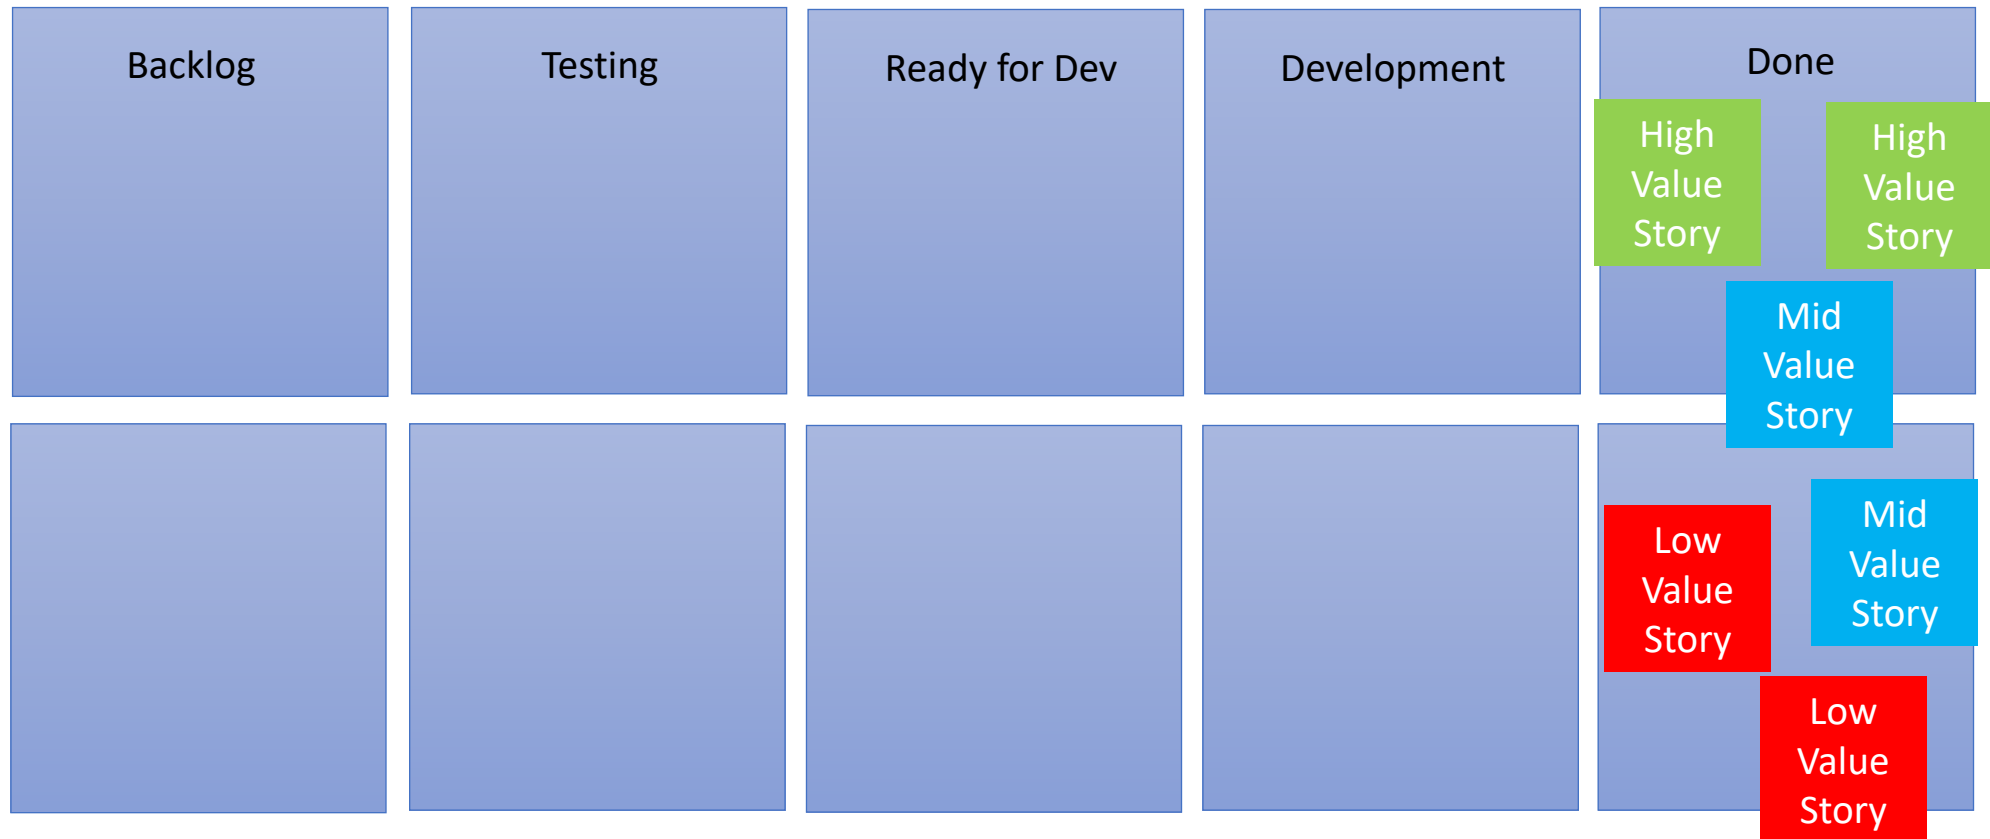 Backlog
Testing
Ready for Dev
Development
Done
High
Value
Story
High
Value
Story
Mid
Value
Story
Low
Value
Story
Mid
Value
Story
Low
Value
Story